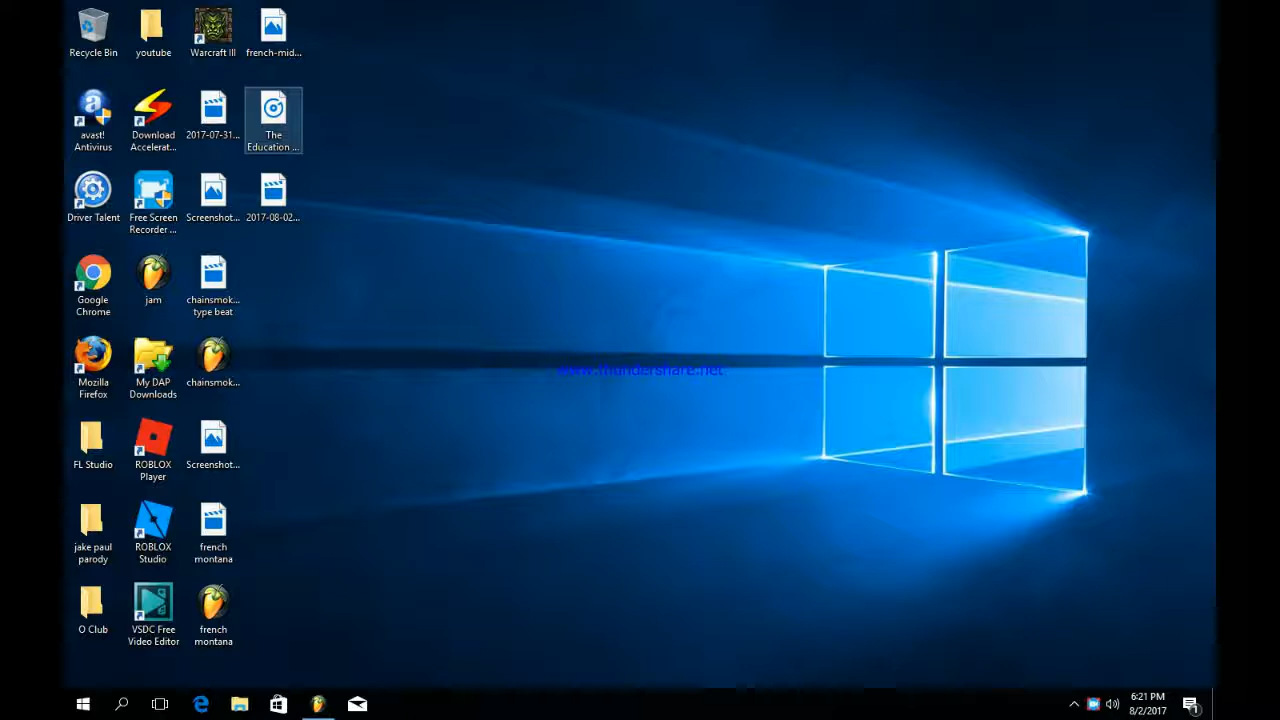 Recycle Bin
youtube
Warcraft III
french-mid...
avast! Antivirus
Download Accelerat...
2017-07-31...
The Education ...
Driver Talent
Free Screen Recorder ...
Screenshot...
2017-08-02...
Google Chrome
jam
chainsmok... type beat
Mozilla Firefox
My DAP Downloads
chainsmok...
FL Studio
ROBLOX Player
Screenshot...
jake paul parody
ROBLOX Studio
french montana
O Club
VSDC Free Video Editor
french montana
www.thundershare.net
6:21 PM
8/2/2017
1